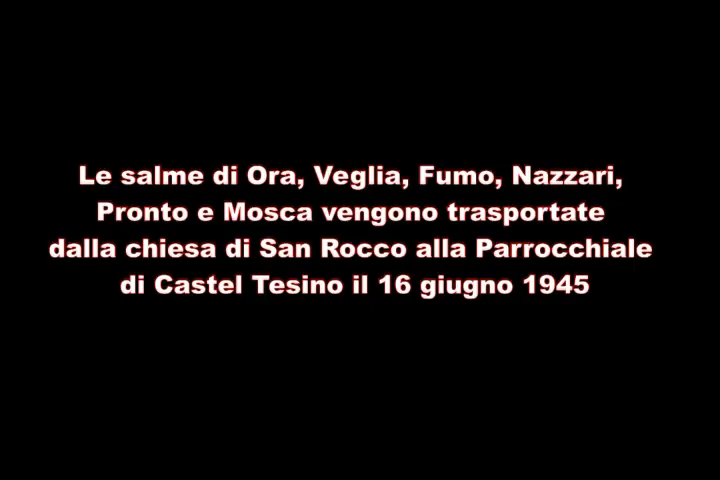 Le salme di Ora, Veglia, Fumo, Nazzari,
Pronto e Mosca vengono trasportate
dalla chiesa di San Rocco alla Parrocchiale
di Castel Tesino il 16 giugno 1945